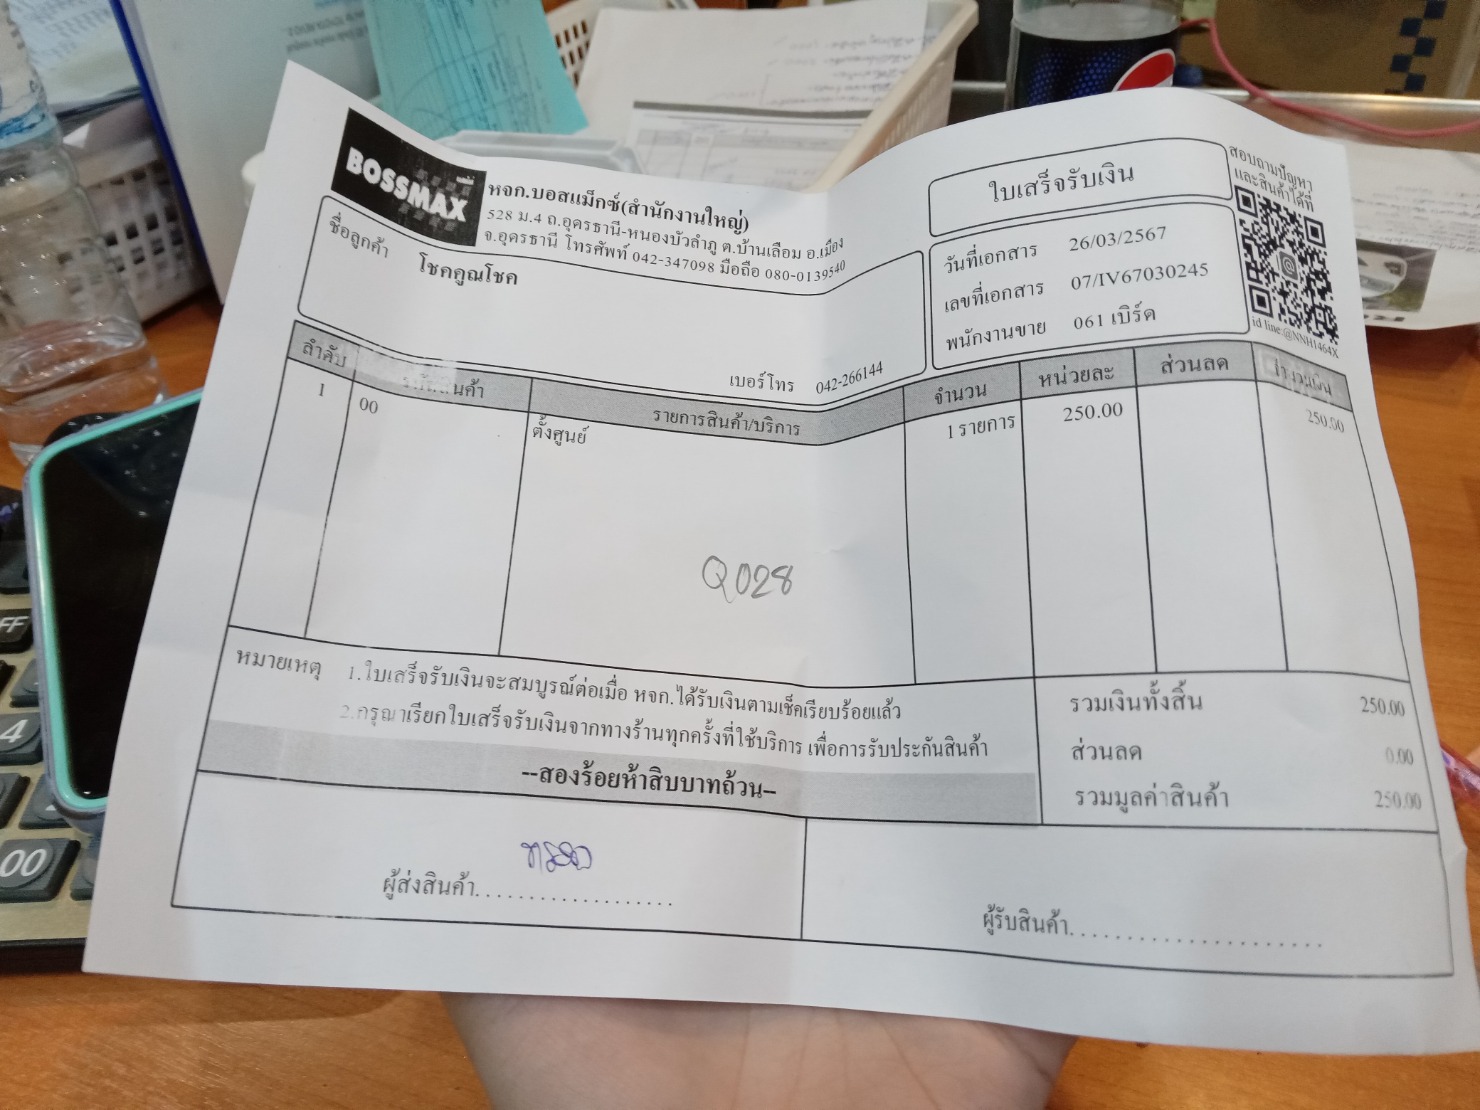 BOSSMAX
หจก.บอสแม็กซ์(สำนักงานใหญ่)
528 ม.4 ถ.อุดรธานี-หนองบัวลำภู ต.บ้านเลื่อม อ.เมือง
จ.อุดรธานี โทรศัพท์ 042-347098 มือถือ 080-0139540
ใบเสร็จรับเงิน
สอบถามปัญหา
และสินค้าได้ที่
id line:@NNH1464X
ชื่อลูกค้า โชคคูณโชค
เบอร์โทร 042-266144
วันที่เอกสาร 26/03/2567
เลขที่เอกสาร 07/IV67030245
พนักงานขาย 061 เบิร์ด
ลำดับ รหัสสินค้า รายการสินค้า/บริการ จำนวน หน่วยละ ส่วนลด จำนวนเงิน
1 00 ตั้งศูนย์ 1 รายการ 250.00 250.00
Q028
หมายเหตุ 1.ใบเสร็จรับเงินจะสมบูรณ์ต่อเมื่อ หจก.ได้รับเงินตามเช็คเรียบร้อยแล้ว
2.กรุณาเรียกใบเสร็จรับเงินจากทางร้านทุกครั้งที่ใช้บริการ เพื่อการรับประกันสินค้า
--สองร้อยห้าสิบบาทถ้วน--
รวมเงินทั้งสิ้น 250.00
ส่วนลด 0.00
รวมมูลค่าสินค้า 250.00
ผู้ส่งสินค้า....................
ผู้รับสินค้า........................
FF
4
00